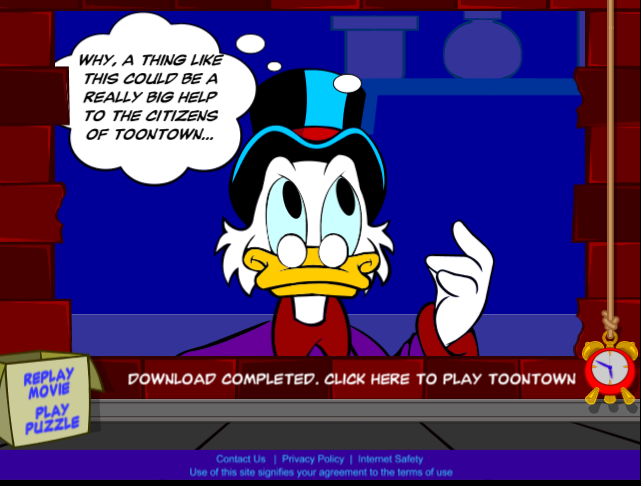 WHY, A THING LIKE
THIS COULD BE A
REALLY BIG HELP
TO THE CITIZENS
OF TOONTOWN...
REPLAY
MOVIE
PLAY
PUZZLE
DOWNLOAD COMPLETED. CLICK HERE TO PLAY TOONTOWN
Contact Us | Privacy Policy | Internet Safety
Use of this site signifies your agreement to the terms of use